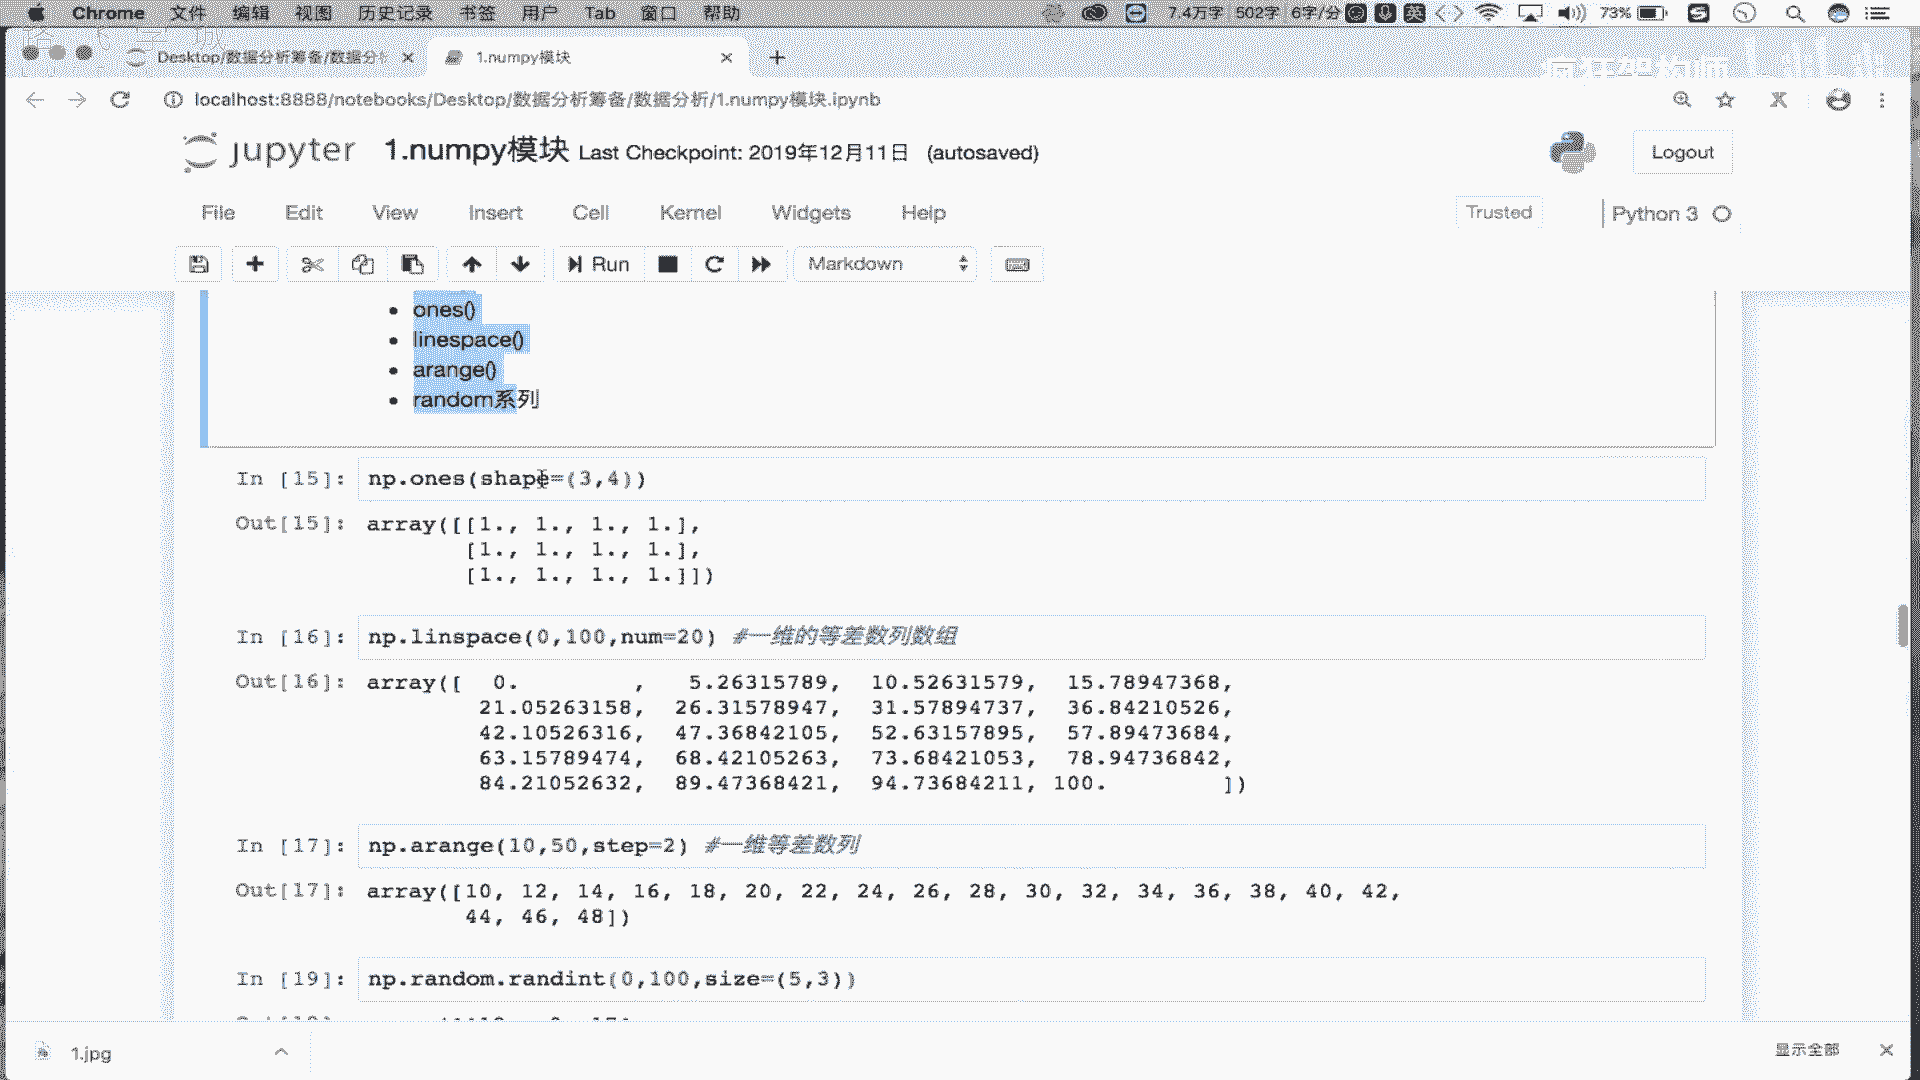 Chrome 文件 编辑 视图 历史记录 书签 用户 Tab 窗口 帮助 7.4万字 502字 6字/分 英 73%
Desktop/数据分析筹备/数据分析 1.numpy模块
疯狂架构师
localhost:8888/notebooks/Desktop/数据分析筹备/数据分析/1.numpy模块.ipynb
jupyter 1.numpy模块 Last Checkpoint: 2019年12月11日 (autosaved) Logout
File Edit View Insert Cell Kernel Widgets Help Trusted Python 3
Run Markdown
ones()
linespace()
arange()
random系列
In [15]: np.ones(shape=(3,4))
Out[15]: array([[1., 1., 1., 1.],
[1., 1., 1., 1.],
[1., 1., 1., 1.]])
In [16]: np.linspace(0,100,num=20) #一维的等差数列数组
Out[16]: array([ 0. , 5.26315789, 10.52631579, 15.78947368,
21.05263158, 26.31578947, 31.57894737, 36.84210526,
42.10526316, 47.36842105, 52.63157895, 57.89473684,
63.15789474, 68.42105263, 73.68421053, 78.94736842,
84.21052632, 89.47368421, 94.73684211, 100. ])
In [17]: np.arange(10,50,step=2) #一维等差数列
Out[17]: array([10, 12, 14, 16, 18, 20, 22, 24, 26, 28, 30, 32, 34, 36, 38, 40, 42,
44, 46, 48])
In [19]: np.random.randint(0,100,size=(5,3))
1.jpg 显示全部